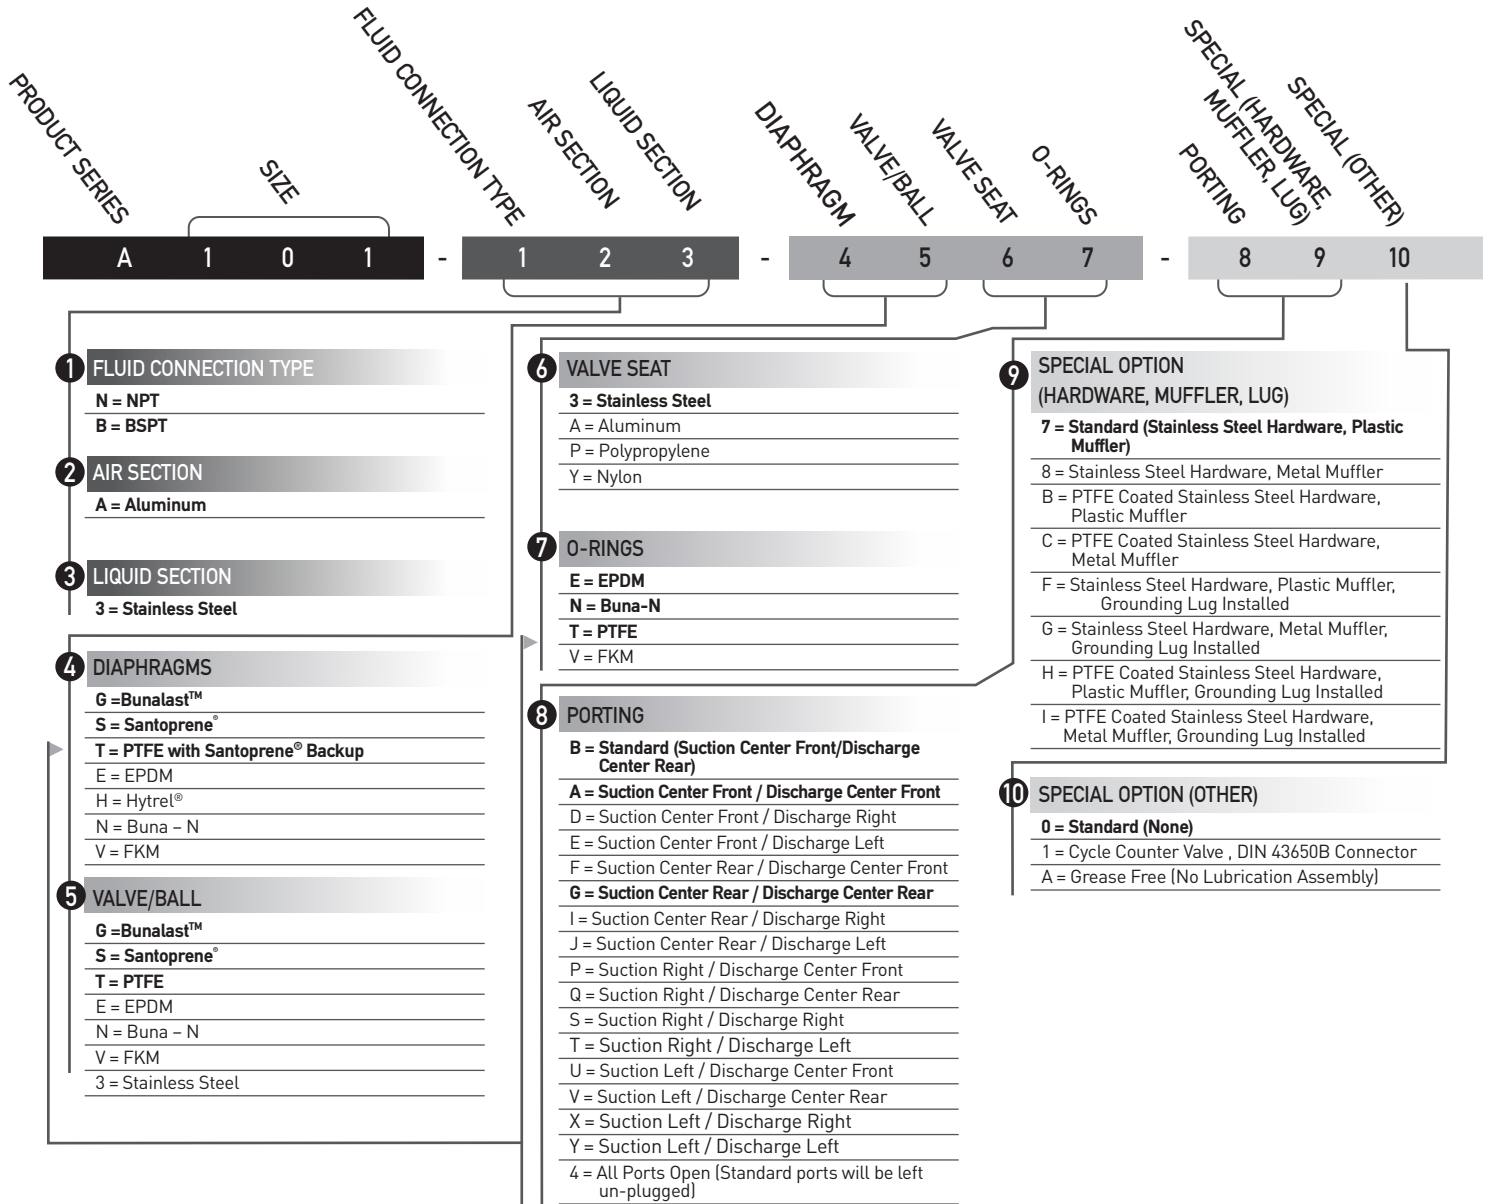 PRODUCT SERIES
SIZE
FLUID CONNECTION TYPE
AIR SECTION
LIQUID SECTION
DIAPHRAGM
VALVE/BALL
VALVE SEAT
O-RINGS
PORTING
SPECIAL (HARDWARE,
MUFFLER, LUG)
SPECIAL (OTHER)
A 1 0 1 - 1 2 3 - 4 5 6 7 - 8 9 10
1 FLUID CONNECTION TYPE
N = NPT
B = BSPT
2 AIR SECTION
A = Aluminum
3 LIQUID SECTION
3 = Stainless Steel
4 DIAPHRAGMS
G =Bunalast™
S = Santoprene®
T = PTFE with Santoprene® Backup
E = EPDM
H = Hytrel®
N = Buna – N
V = FKM
5 VALVE/BALL
G =Bunalast™
S = Santoprene®
T = PTFE
E = EPDM
N = Buna – N
V = FKM
3 = Stainless Steel
6 VALVE SEAT
3 = Stainless Steel
A = Aluminum
P = Polypropylene
Y = Nylon
7 O-RINGS
E = EPDM
N = Buna-N
T = PTFE
V = FKM
8 PORTING
B = Standard (Suction Center Front/Discharge
Center Rear)
A = Suction Center Front / Discharge Center Front
D = Suction Center Front / Discharge Right
E = Suction Center Front / Discharge Left
F = Suction Center Rear / Discharge Center Front
G = Suction Center Rear / Discharge Center Rear
I = Suction Center Rear / Discharge Right
J = Suction Center Rear / Discharge Left
P = Suction Right / Discharge Center Front
Q = Suction Right / Discharge Center Rear
S = Suction Right / Discharge Right
T = Suction Right / Discharge Left
U = Suction Left / Discharge Center Front
V = Suction Left / Discharge Center Rear
X = Suction Left / Discharge Right
Y = Suction Left / Discharge Left
4 = All Ports Open (Standard ports will be left
un-plugged)
9 SPECIAL OPTION
(HARDWARE, MUFFLER, LUG)
7 = Standard (Stainless Steel Hardware, Plastic
Muffler)
8 = Stainless Steel Hardware, Metal Muffler
B = PTFE Coated Stainless Steel Hardware,
Plastic Muffler
C = PTFE Coated Stainless Steel Hardware,
Metal Muffler
F = Stainless Steel Hardware, Plastic Muffler,
Grounding Lug Installed
G = Stainless Steel Hardware, Metal Muffler,
Grounding Lug Installed
H = PTFE Coated Stainless Steel Hardware,
Plastic Muffler, Grounding Lug Installed
I = PTFE Coated Stainless Steel Hardware,
Metal Muffler, Grounding Lug Installed
10 SPECIAL OPTION (OTHER)
0 = Standard (None)
1 = Cycle Counter Valve , DIN 43650B Connector
A = Grease Free (No Lubrication Assembly)